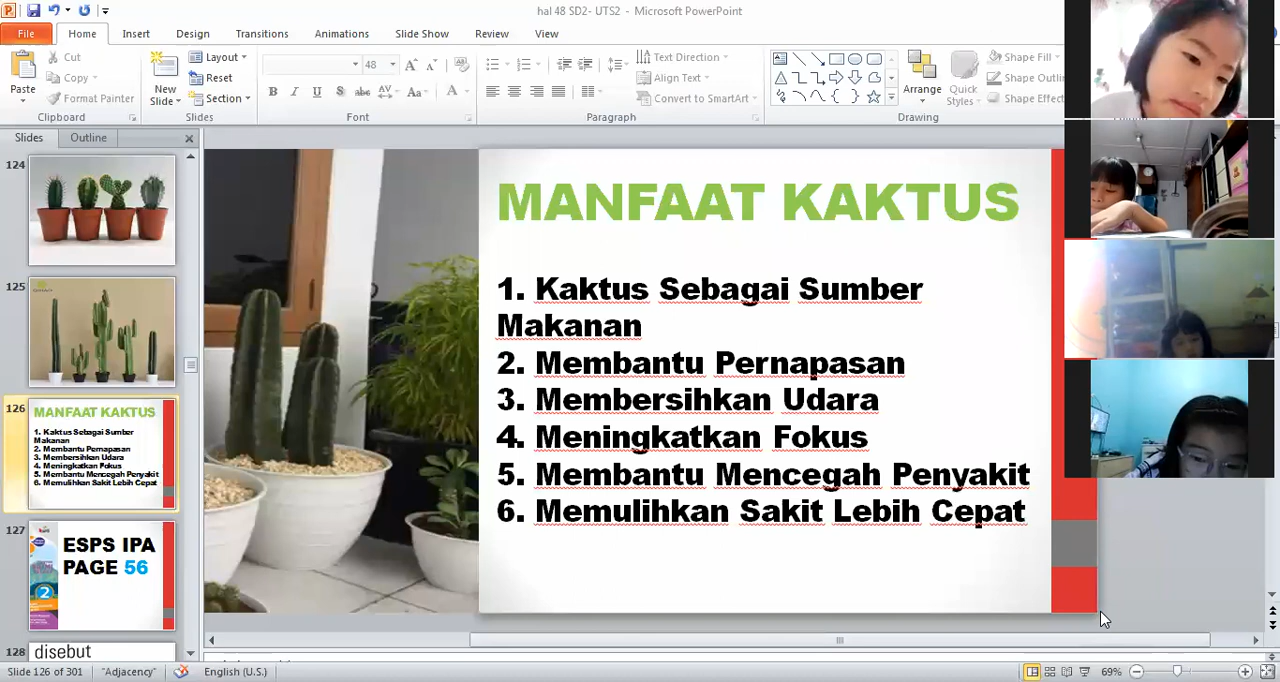 hal 48 SD2- UTS2 - Microsoft PowerPoint
File Home Insert Design Transitions Animations Slide Show Review View
Paste
Cut
Copy
Format Painter
Clipboard
New
Slide
Layout
Reset
Section
Slides
48
Font
Text Direction
Align Text
Convert to SmartArt
Paragraph
Arrange
Quick
Styles
Shape Fill
Shape Outli
Shape Effect
Drawing
Slides Outline
124
125
126
MANFAAT KAKTUS
1. Kaktus Sebagai Sumber
Makanan
2. Membantu Pernapasan
3. Membersihkan Udara
4. Meningkatkan Fokus
5. Membantu Mencegah Penyakit
6. Memulihkan Sakit Lebih Cepat
127
ESPS IPA
PAGE 56
2
128
disebut
MANFAAT KAKTUS
1. Kaktus Sebagai Sumber
Makanan
2. Membantu Pernapasan
3. Membersihkan Udara
4. Meningkatkan Fokus
5. Membantu Mencegah Penyakit
6. Memulihkan Sakit Lebih Cepat
Slide 126 of 301 "Adjacency" English (U.S.) 69%